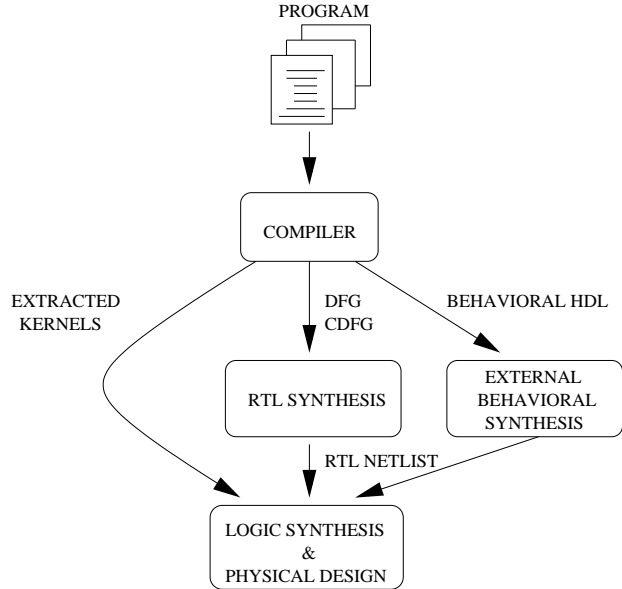 PROGRAM
COMPILER
EXTRACTED
KERNELS
DFG
CDFG
BEHAVIORAL HDL
RTL SYNTHESIS
EXTERNAL
BEHAVIORAL
SYNTHESIS
RTL NETLIST
LOGIC SYNTHESIS
&
PHYSICAL DESIGN